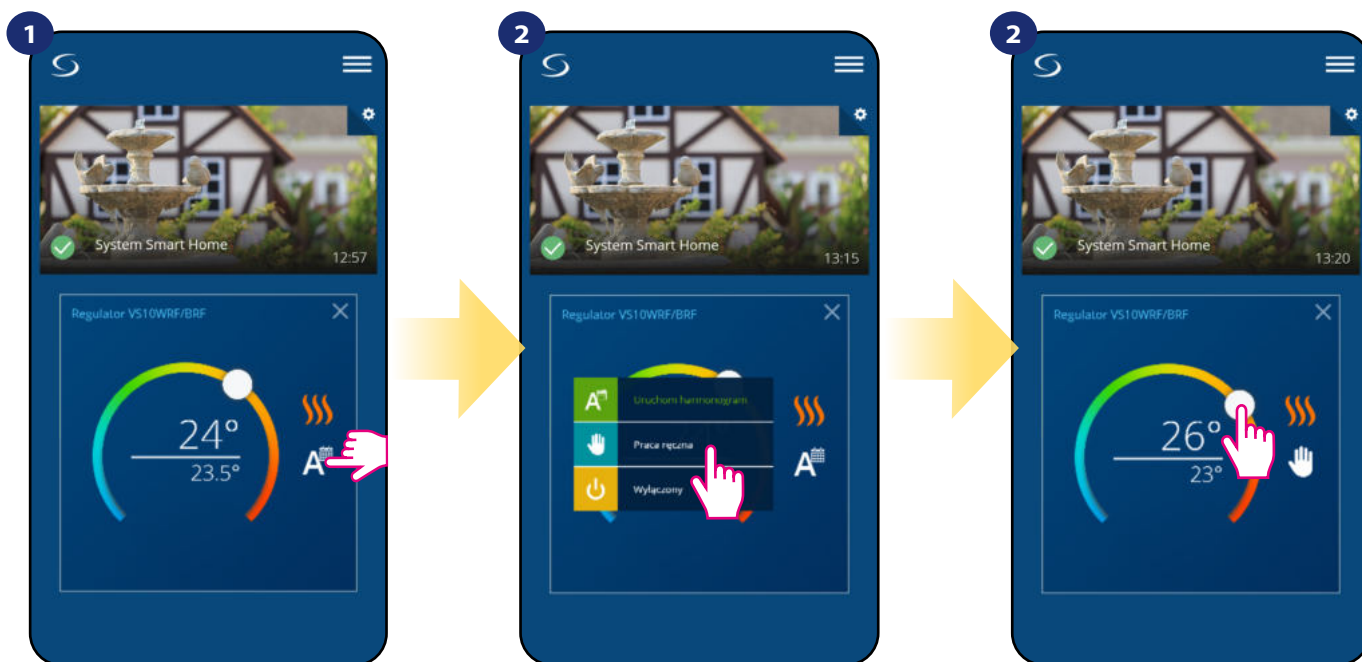 1
System Smart Home
12:57
Regulator VS10WRF/BRF
24°
23.5°
A
2
System Smart Home
13:15
Regulator VS10WRF/BRF
A
Uruchom harmonogram
Praca ręczna
Wyłączony
A
2
System Smart Home
13:20
Regulator VS10WRF/BRF
26°
23°